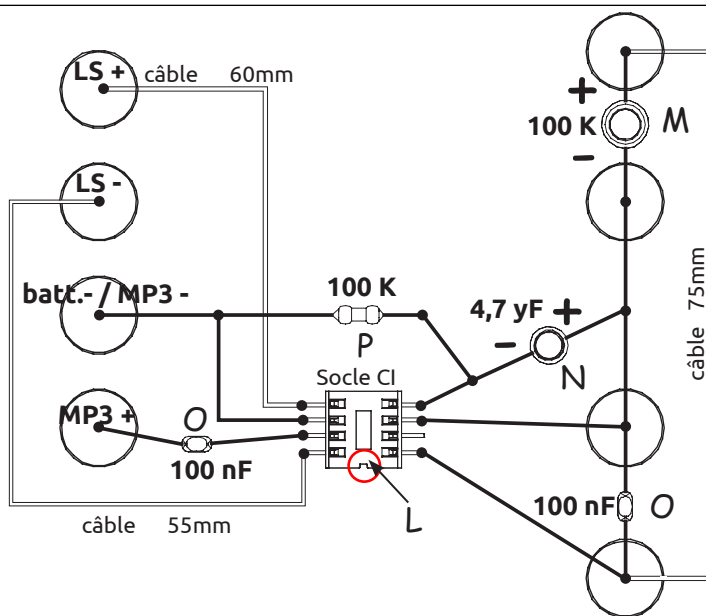 LS +
câble 60mm
+
100 K M
-
LS -
batt.- / MP3 -
100 K
P
4,7 yF +
-
N
câble 75mm
Socle CI
MP3 +
O
100 nF
L
100 nF O
câble 55mm